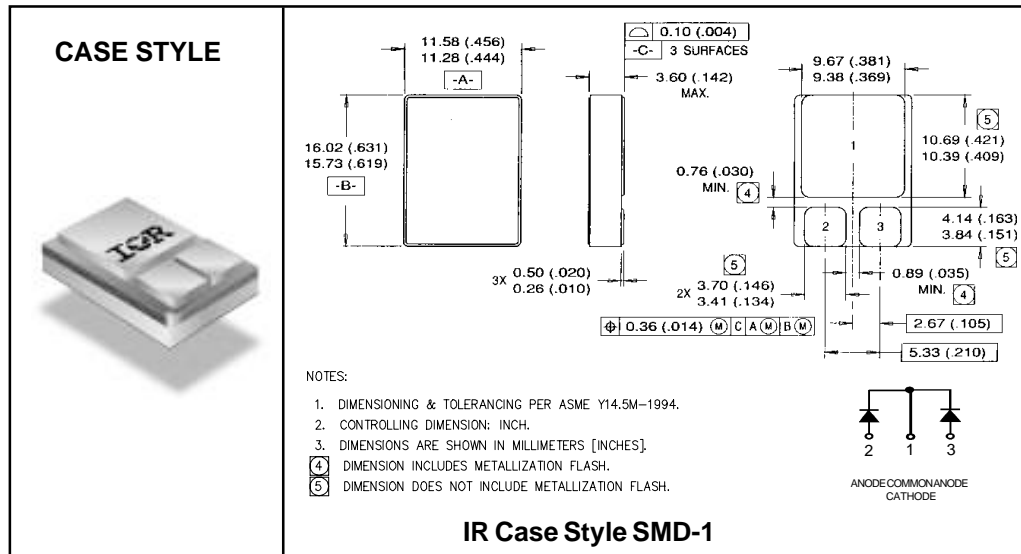 CASE STYLE
IOR
11.58 (.456)
11.28 (.444)
-A-
16.02 (.631)
15.73 (.619)
-B-
0.10 (.004)
-C- 3 SURFACES
3.60 (.142)
MAX.
3X 0.50 (.020)
0.26 (.010)
9.67 (.381)
9.38 (.369)
1
5
10.69 (.421)
10.39 (.409)
0.76 (.030)
MIN. 4
2 3
4.14 (.163)
3.84 (.151)
5
5
2X 3.70 (.146)
3.41 (.134)
0.89 (.035)
MIN. 4
⌖ 0.36 (.014) Ⓜ C A Ⓜ B Ⓜ
2.67 (.105)
5.33 (.210)
NOTES:
1. DIMENSIONING & TOLERANCING PER ASME Y14.5M-1994.
2. CONTROLLING DIMENSION: INCH.
3. DIMENSIONS ARE SHOWN IN MILLIMETERS [INCHES].
4 DIMENSION INCLUDES METALLIZATION FLASH.
5 DIMENSION DOES NOT INCLUDE METALLIZATION FLASH.
2 1 3
ANODE COMMON ANODE
CATHODE
IR Case Style SMD-1